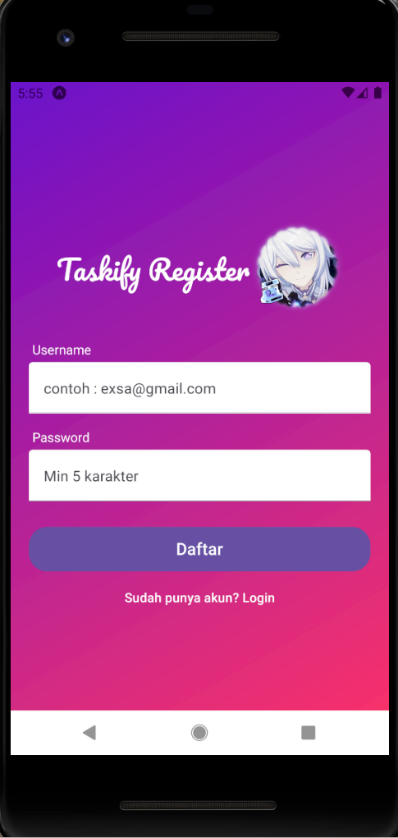 5:55
Taskify Register
Username
contoh : exsa@gmail.com
Password
Min 5 karakter
Daftar
Sudah punya akun? Login